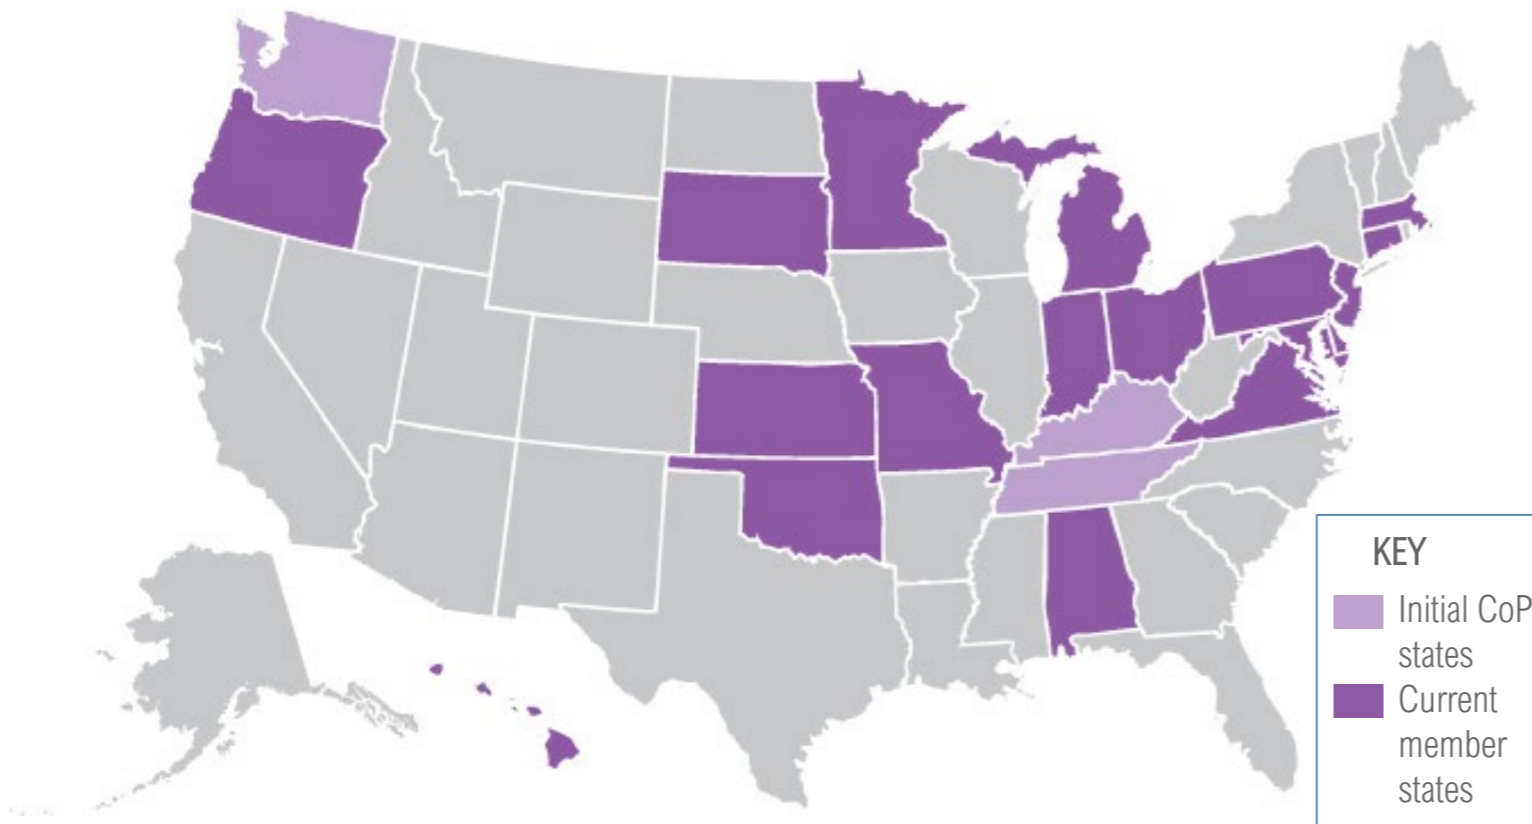 KEY
Initial CoP
states
Current
member
states